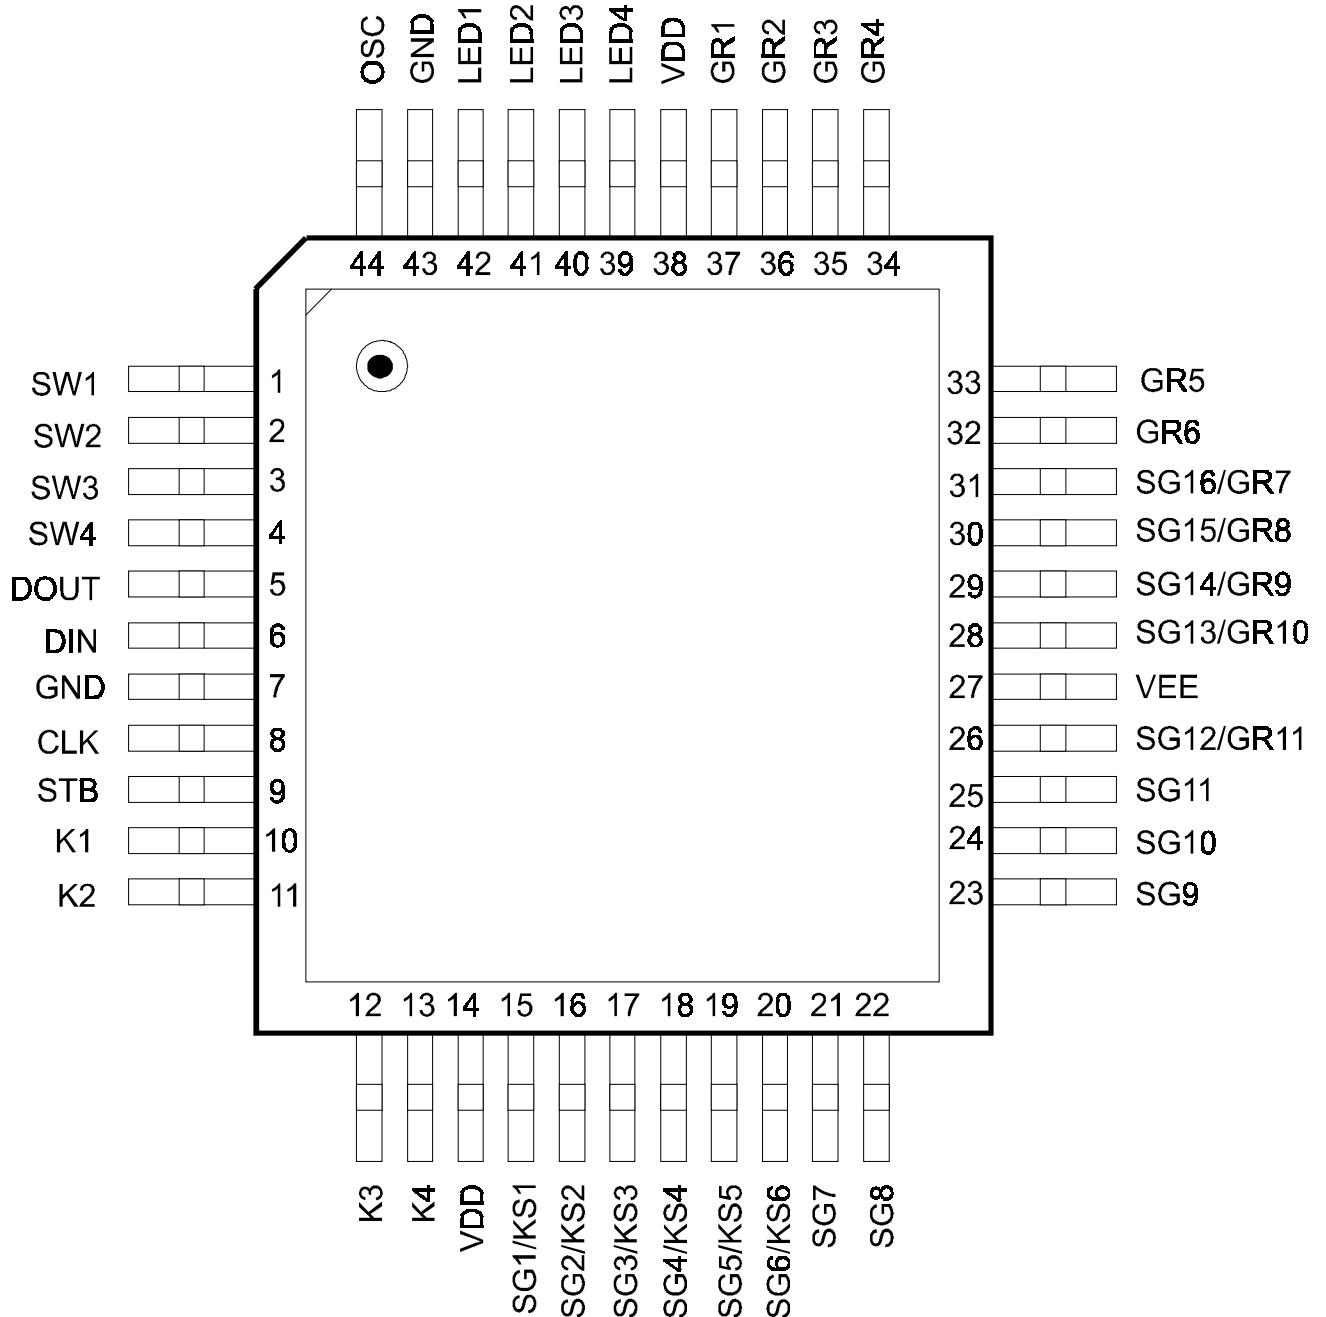 OSC GND LED1 LED2 LED3 LED4 VDD GR1 GR2 GR3 GR4
44 43 42 41 40 39 38 37 36 35 34
SW1 1 33 GR5
SW2 2 32 GR6
SW3 3 31 SG16/GR7
SW4 4 30 SG15/GR8
DOUT 5 29 SG14/GR9
DIN 6 28 SG13/GR10
GND 7 27 VEE
CLK 8 26 SG12/GR11
STB 9 25 SG11
K1 10 24 SG10
K2 11 23 SG9
12 13 14 15 16 17 18 19 20 21 22
K3 K4 VDD SG1/KS1 SG2/KS2 SG3/KS3 SG4/KS4 SG5/KS5 SG6/KS6 SG7 SG8